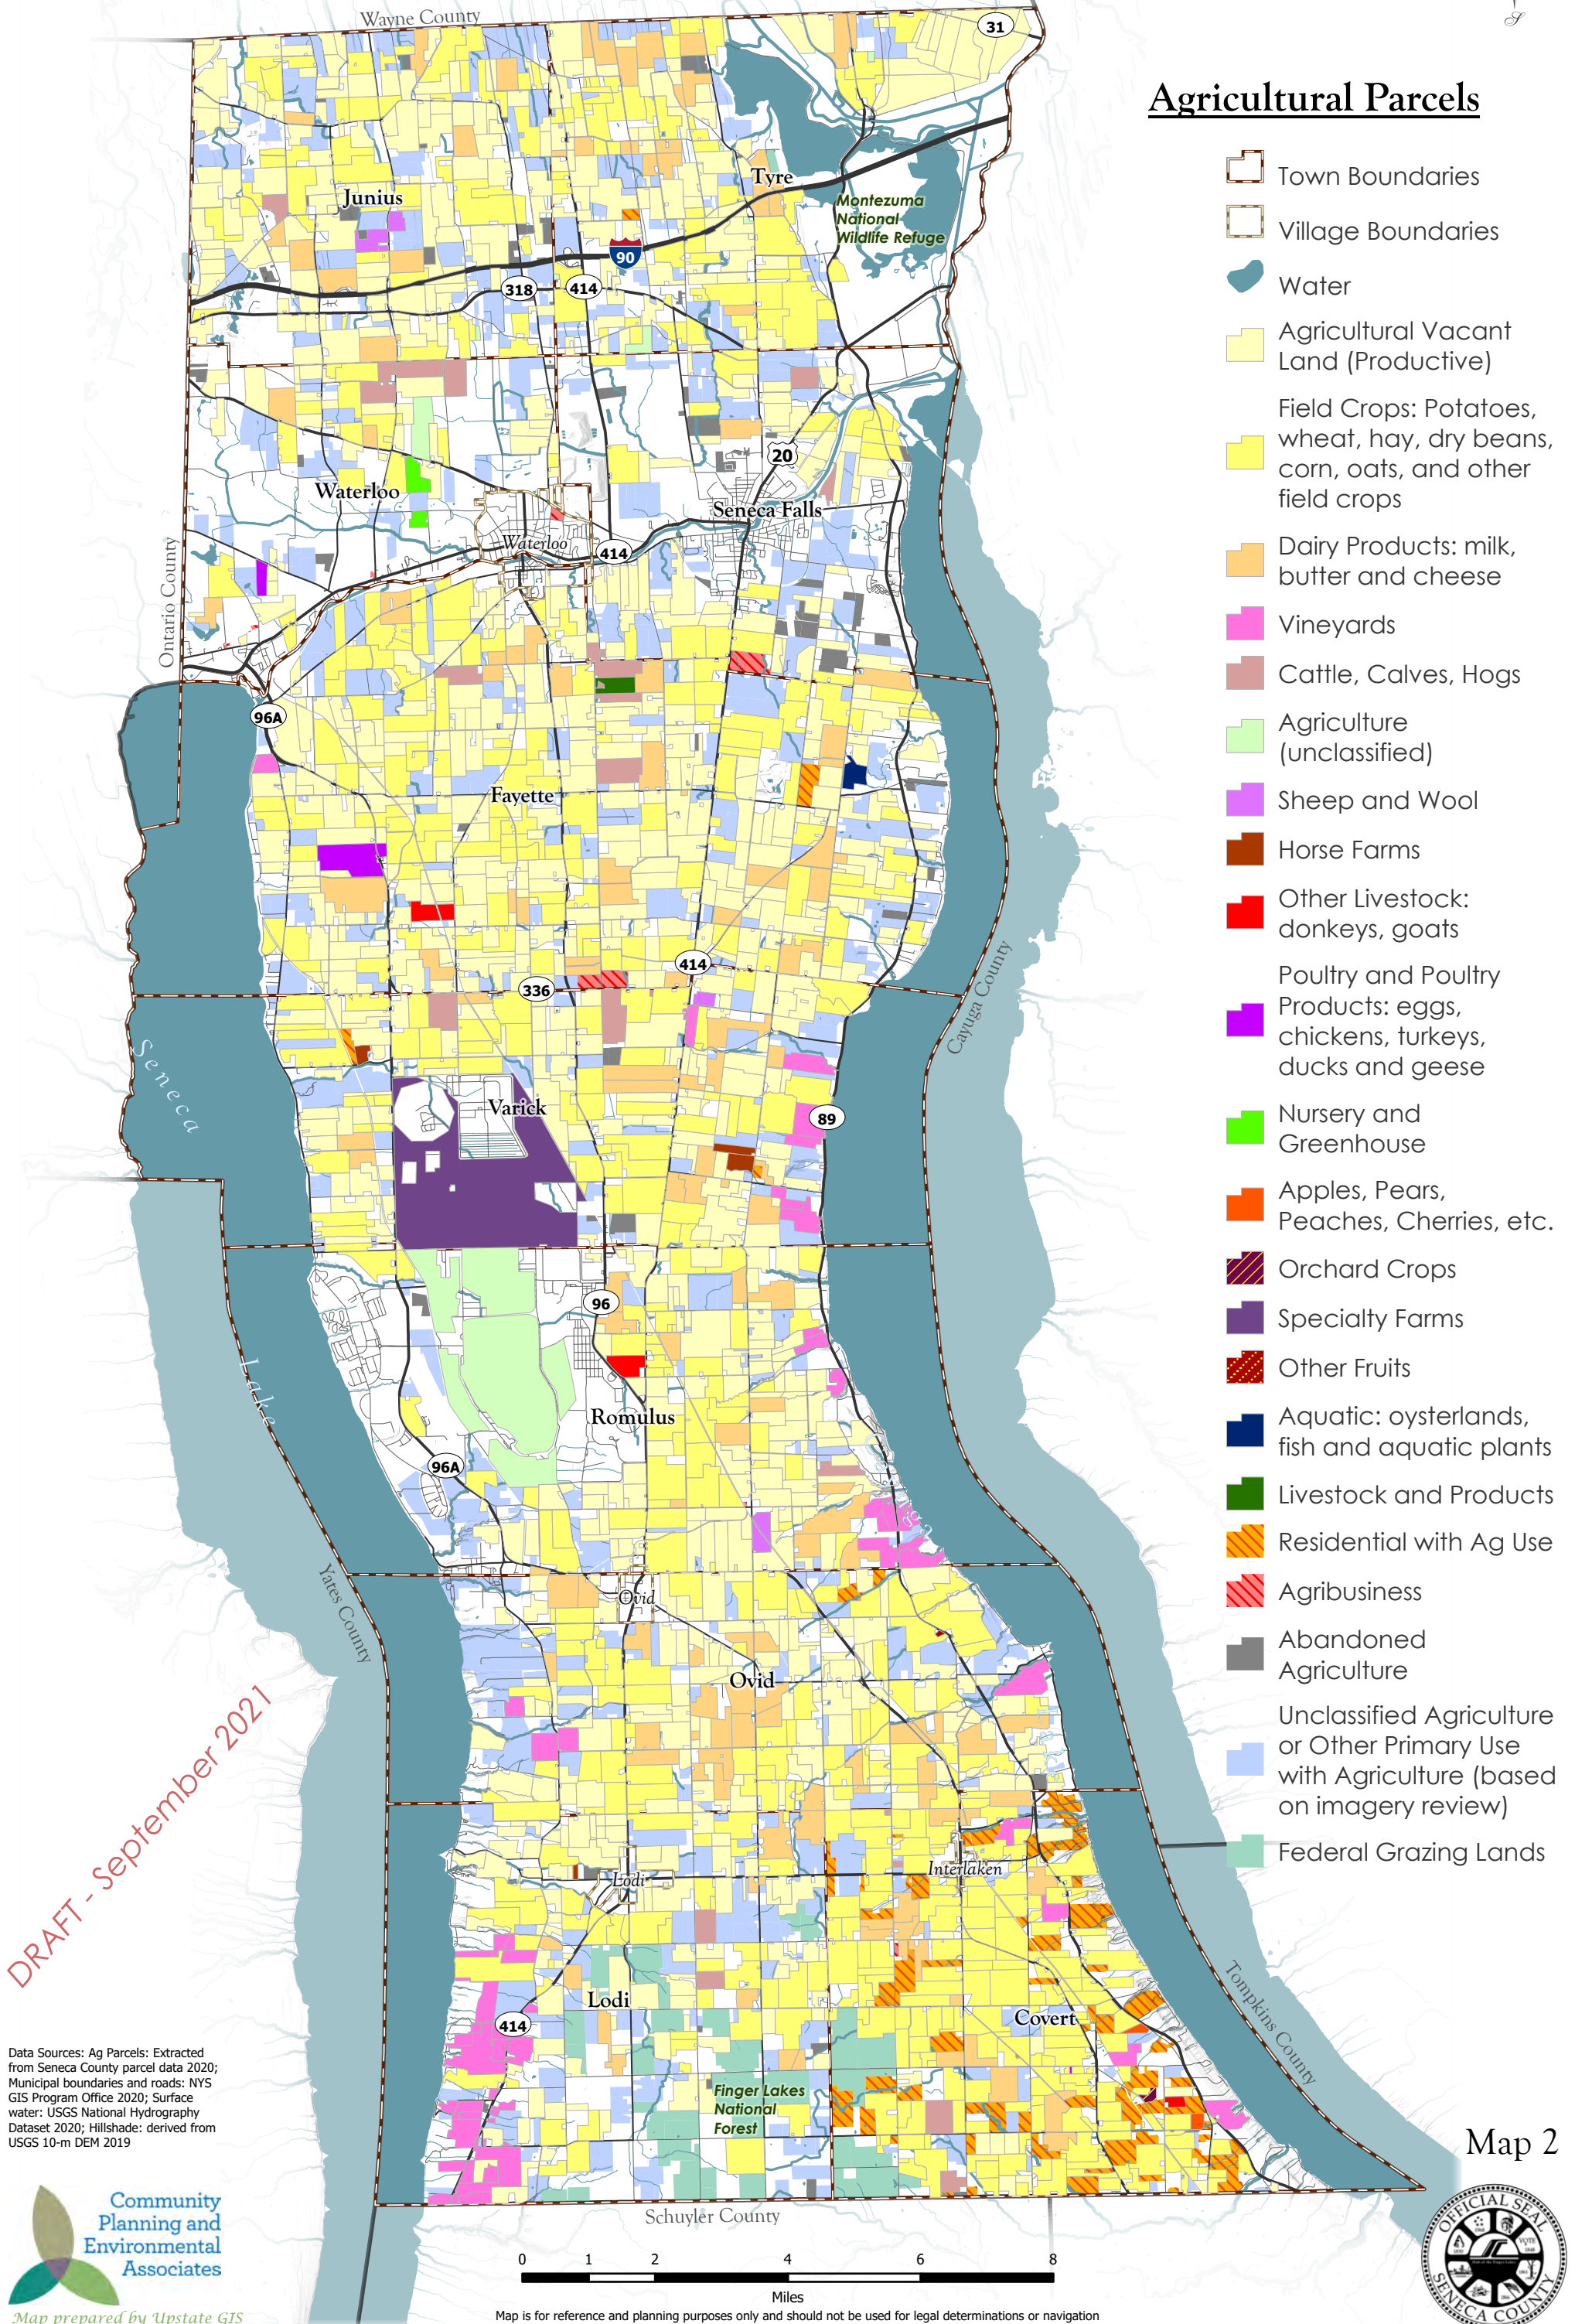 Wayne County
31
S
Agricultural Parcels
Town Boundaries
Village Boundaries
Water
Agricultural Vacant
Land (Productive)
Field Crops: Potatoes,
wheat, hay, dry beans,
corn, oats, and other
field crops
Dairy Products: milk,
butter and cheese
Vineyards
Cattle, Calves, Hogs
Agriculture
(unclassified)
Sheep and Wool
Horse Farms
Other Livestock:
donkeys, goats
Poultry and Poultry
Products: eggs,
chickens, turkeys,
ducks and geese
Nursery and
Greenhouse
Apples, Pears,
Peaches, Cherries, etc.
Orchard Crops
Specialty Farms
Other Fruits
Aquatic: oysterlands,
fish and aquatic plants
Livestock and Products
Residential with Ag Use
Agribusiness
Abandoned
Agriculture
Unclassified Agriculture
or Other Primary Use
with Agriculture (based
on imagery review)
Federal Grazing Lands
Tyre
Junius
Montezuma
National
Wildlife Refuge
90
318
414
20
Waterloo
Seneca Falls
Waterloo
414
Ontario County
96A
Fayette
414
336
Cayuga County
Seneca
Varick
89
96
Lake
Romulus
96A
Yates County
Ovid
Ovid
Interlaken
Lodi
Lodi
414
Covert
Tompkins County
Finger Lakes
National
Forest
Schuyler County
DRAFT - September 2021
Data Sources: Ag Parcels: Extracted
from Seneca County parcel data 2020;
Municipal boundaries and roads: NYS
GIS Program Office 2020; Surface
water: USGS National Hydrography
Dataset 2020; Hillshade: derived from
USGS 10-m DEM 2019
Community
Planning and
Environmental
Associates
Map prepared by Upstate GIS
0 1 2 4 6 8
Miles
Map is for reference and planning purposes only and should not be used for legal determinations or navigation
Map 2
OFFICIAL SEAL
SENECA COUNTY